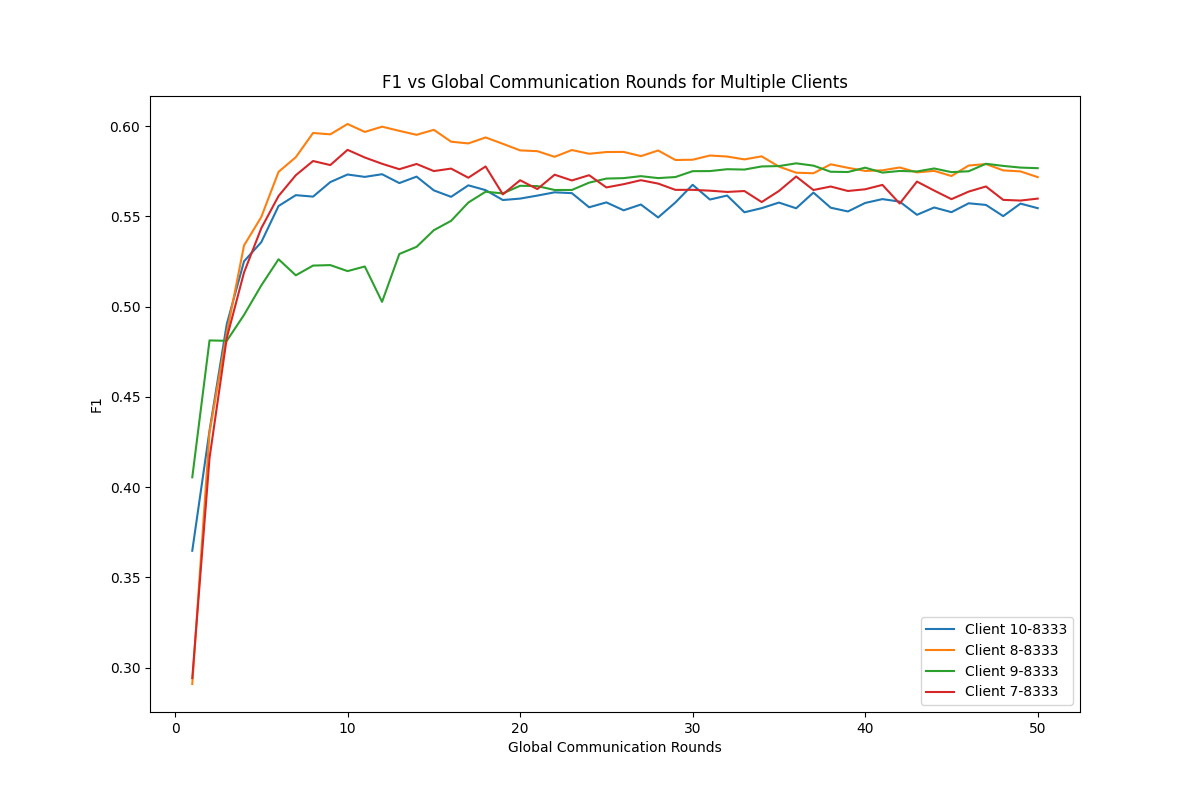 F1 vs Global Communication Rounds for Multiple Clients
0.60
0.55
0.50
0.45
0.40
0.35
0.30
F1
0
10
20
30
40
50
Global Communication Rounds
Client 10-8333
Client 8-8333
Client 9-8333
Client 7-8333